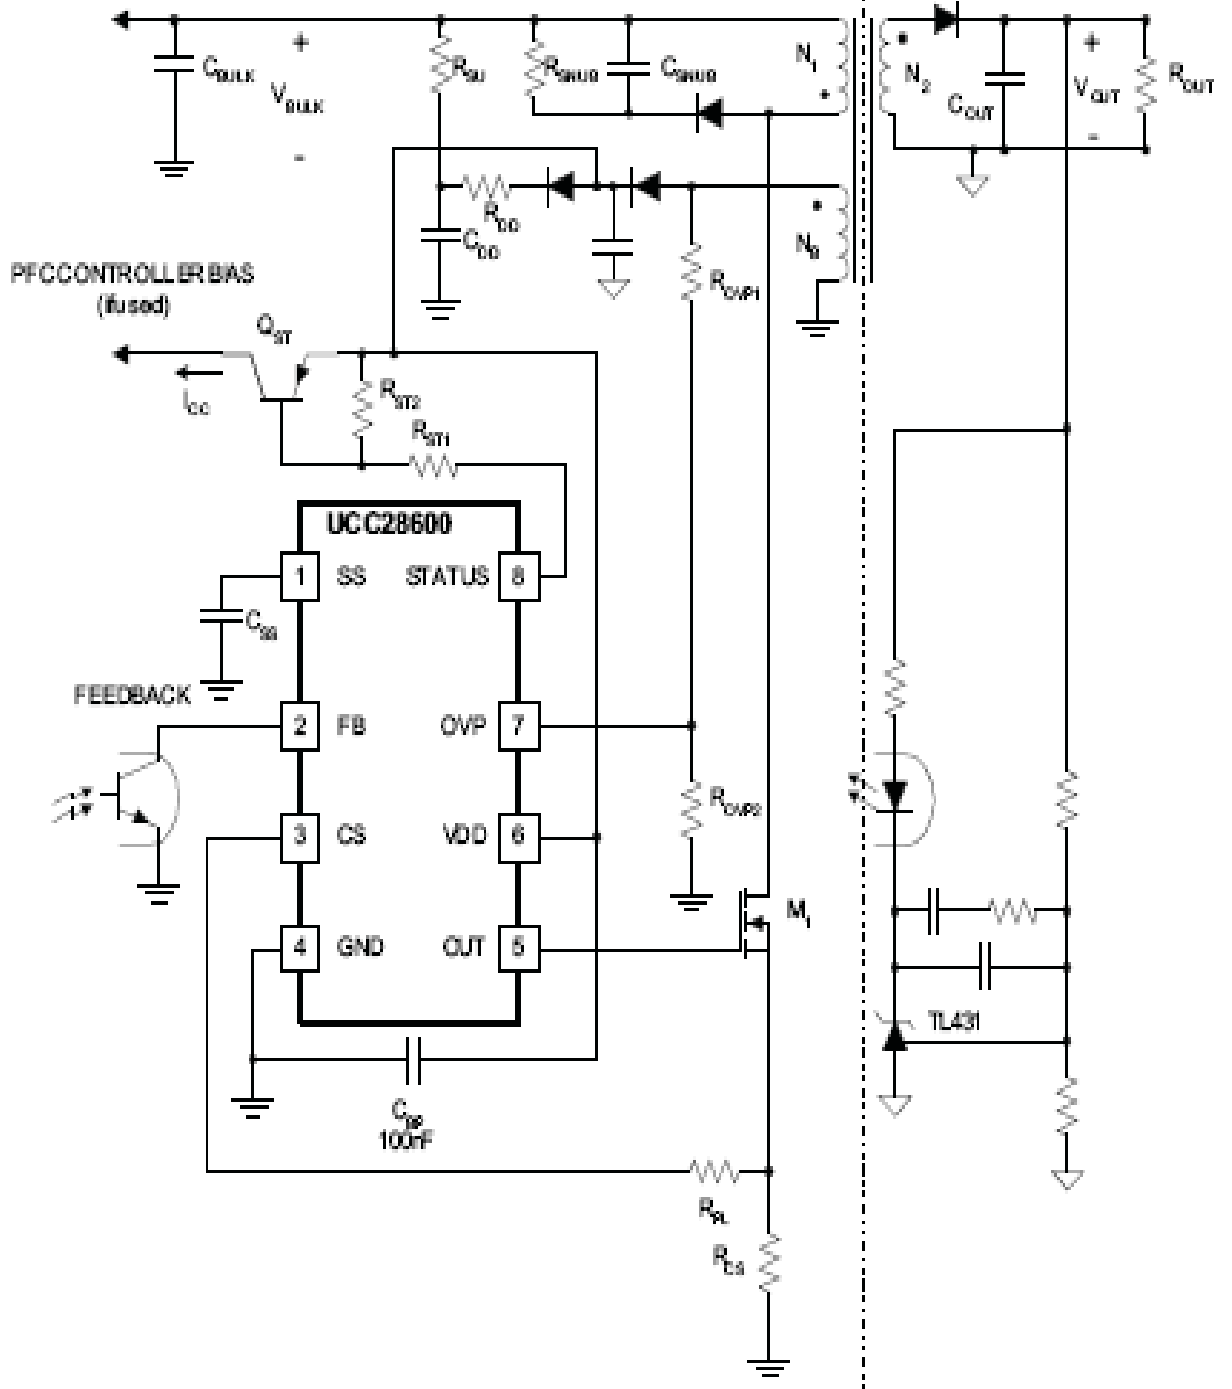 +
C_BULK
V_BULK
-
R_SU
R_SNUB
C_SNUB
N_1
N_2
C_OUT
+
V_OUT
-
R_OUT
R_DD
C_DD
N_B
R_OVP1
PFC CONTROLLER BIAS
(if used)
Q_ST
I_CC
R_ST2
R_ST1
UCC28600
1 SS STATUS 8
C_SS
FEEDBACK
2 FB OVP 7
R_OVP2
3 CS VDD 6
M_1
4 GND OUT 5
TL431
C_BP
100nF
R_PL
R_CS